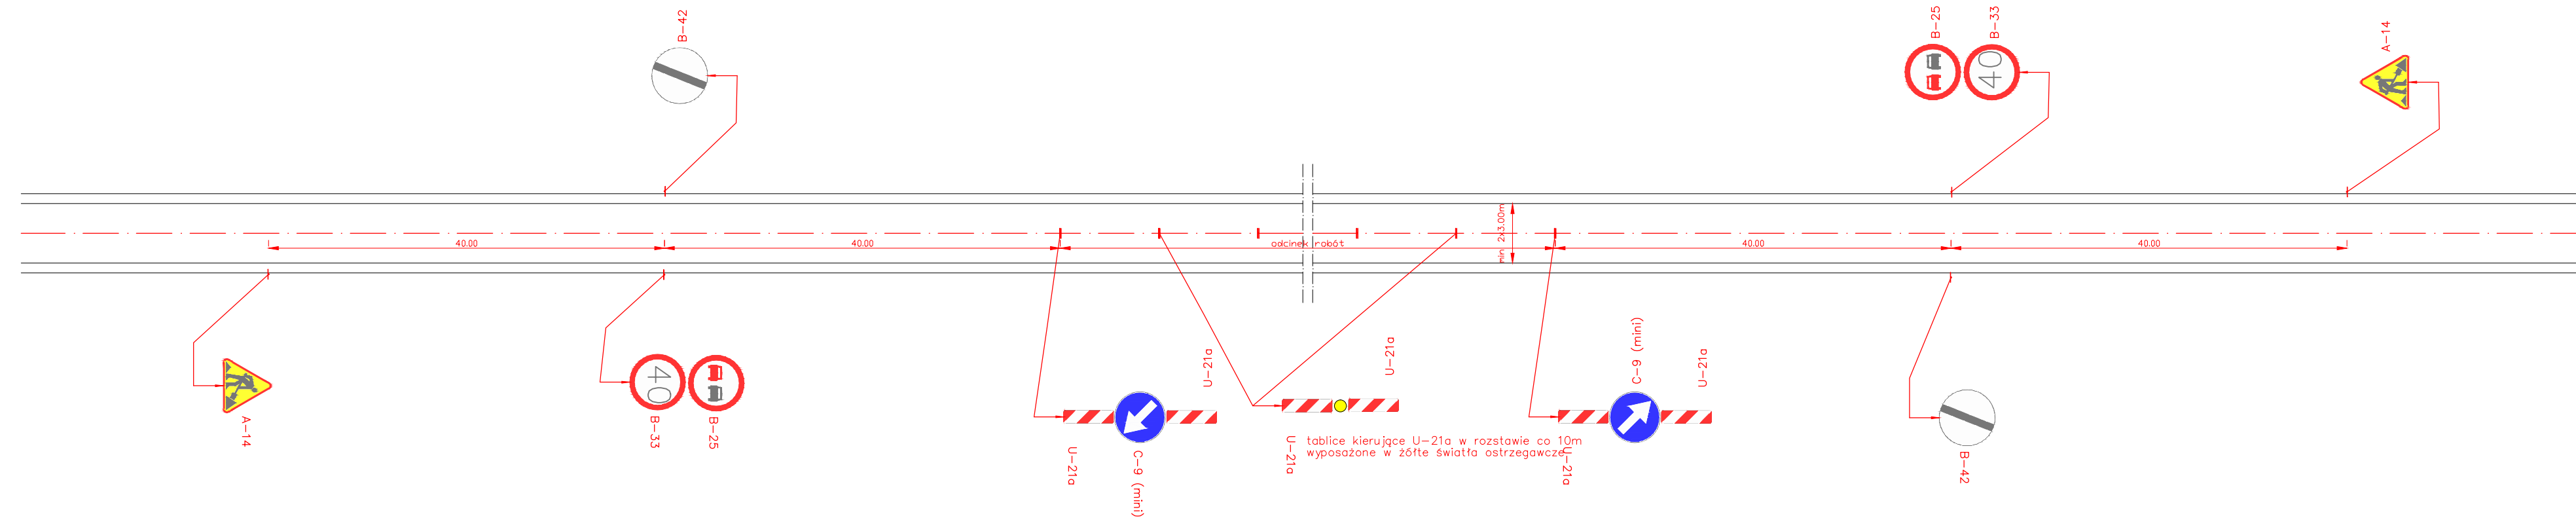 B-42
B-25
B-33
40
A-14
40.00
40.00
odcinek robót
min 2x3.00m
40.00
40.00
A-14
40
B-33
B-25
U-21a
C-9 (mini)
U-21a
U-21a
U-21a
tablice kierujące U-21a w rozstawie co 10m
wyposażone w żółte światła ostrzegawcze
U-21a
C-9 (mini)
U-21a
B-42